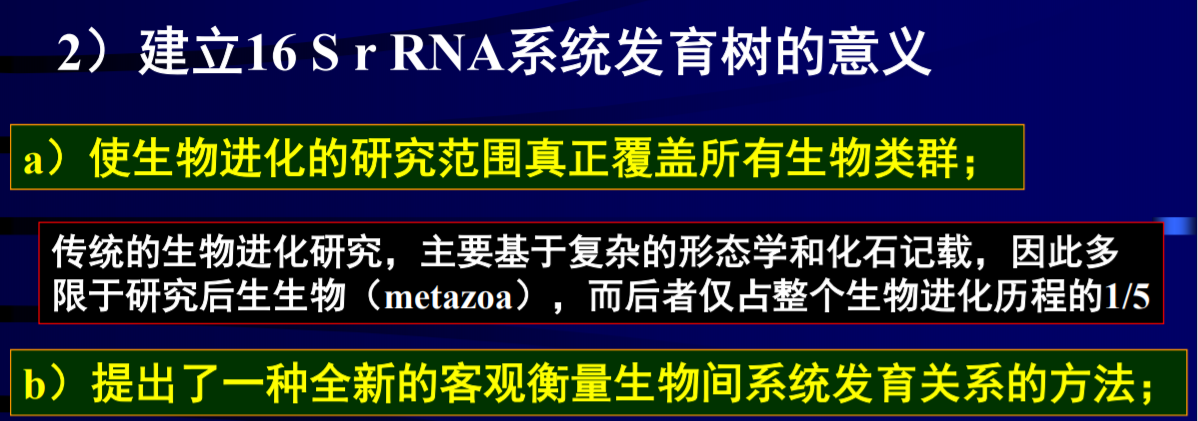 2）建立16 S r RNA系统发育树的意义
a）使生物进化的研究范围真正覆盖所有生物类群；
传统的生物进化研究，主要基于复杂的形态学和化石记载，因此多
限于研究后生生物（metazoa），而后者仅占整个生物进化历程的1/5
b）提出了一种全新的客观衡量生物间系统发育关系的方法；